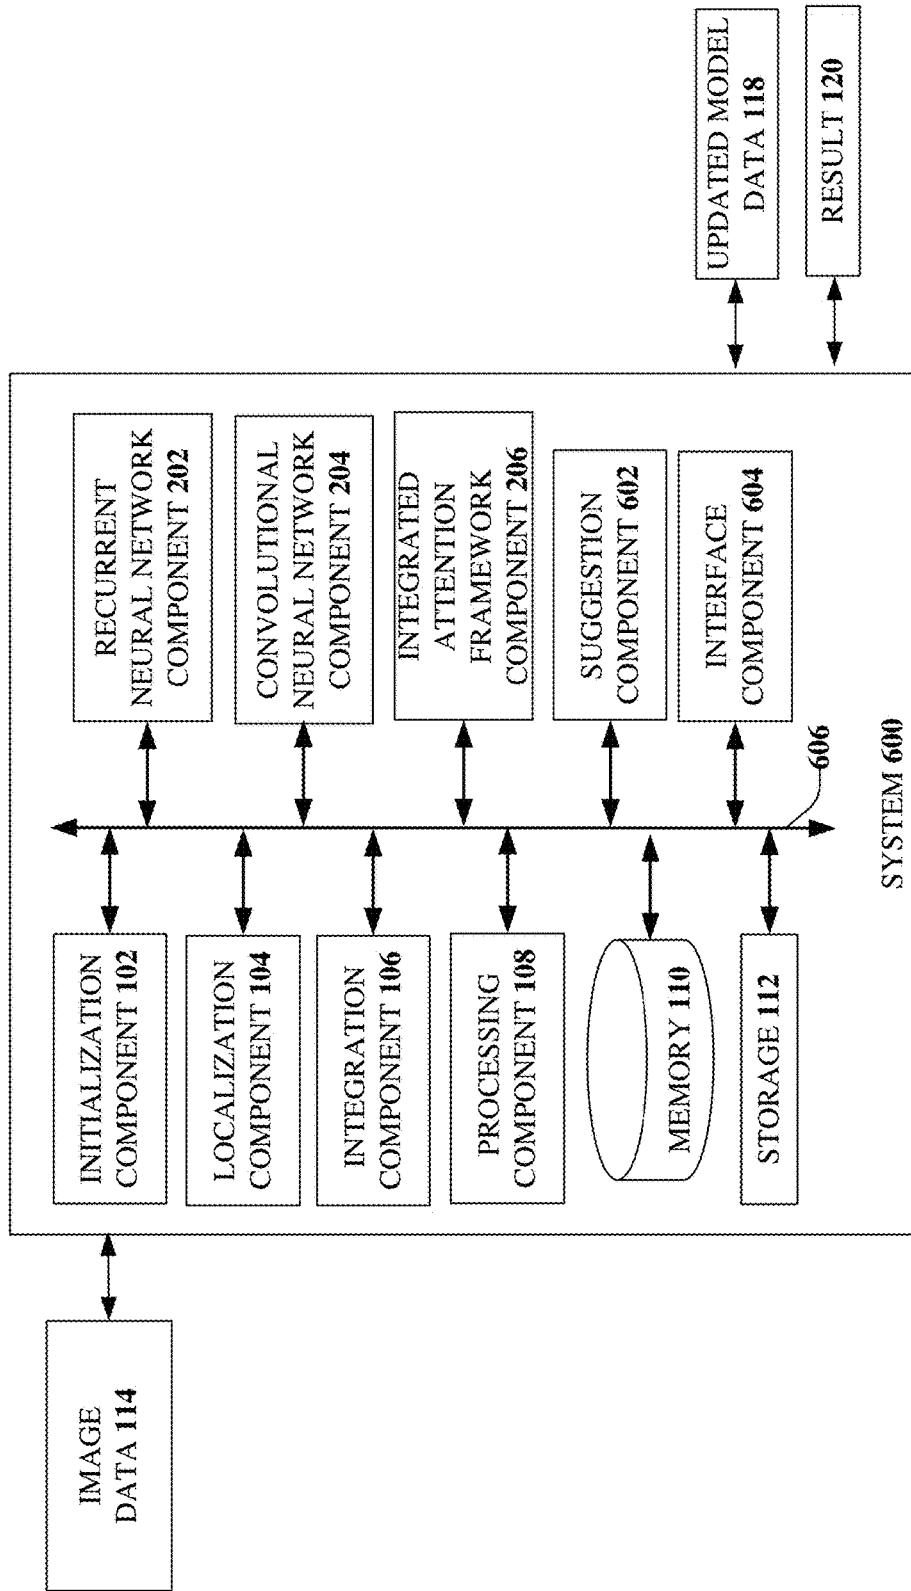 IMAGE
DATA 114
INITIALIZATION
COMPONENT 102
LOCALIZATION
COMPONENT 104
INTEGRATION
COMPONENT 106
PROCESSING
COMPONENT 108
MEMORY 110
STORAGE 112
RECURRENT
NEURAL NETWORK
COMPONENT 202
CONVOLUTIONAL
NEURAL NETWORK
COMPONENT 204
INTEGRATED
ATTENTION
FRAMEWORK
COMPONENT 206
SUGGESTION
COMPONENT 602
INTERFACE
COMPONENT 604
606
SYSTEM 600
UPDATED MODEL
DATA 118
RESULT 120